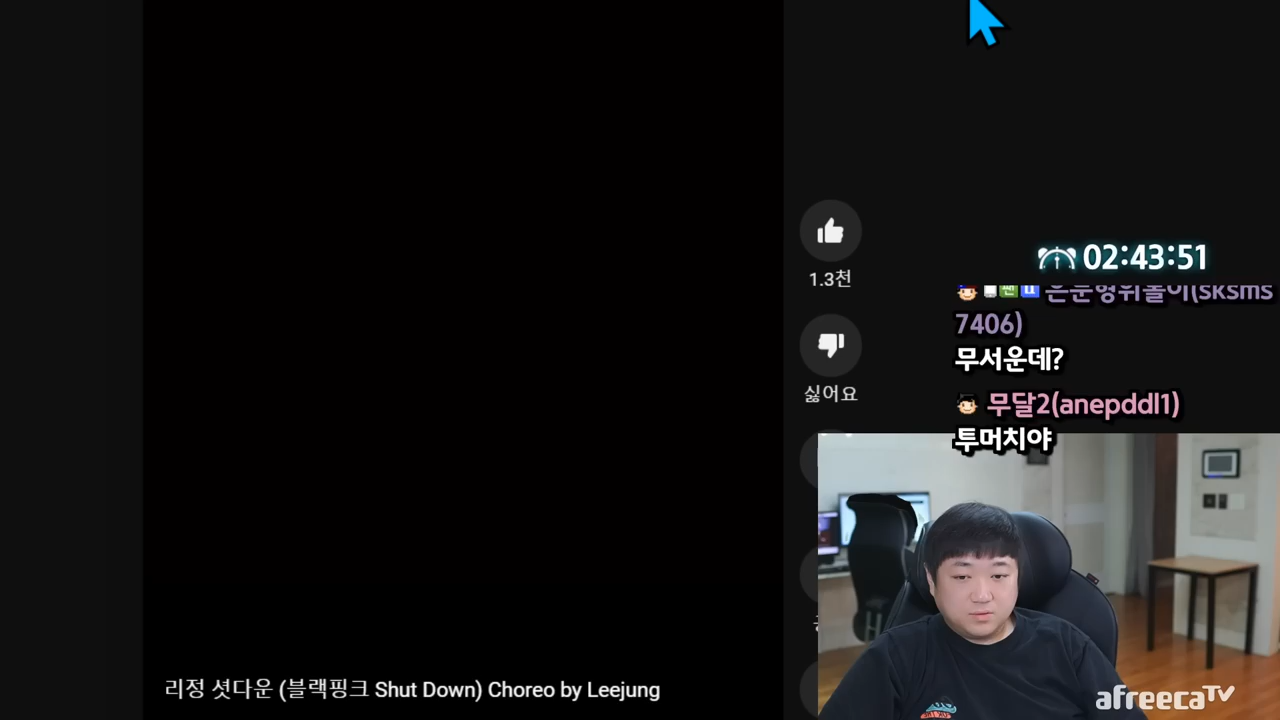 02:43:51
7406)
무서운데?
무달2(anepddl1)
투머치야
1.3천
싫어요
리정 셧다운 (블랙핑크 Shut Down) Choreo by Leejung
afreecaTV